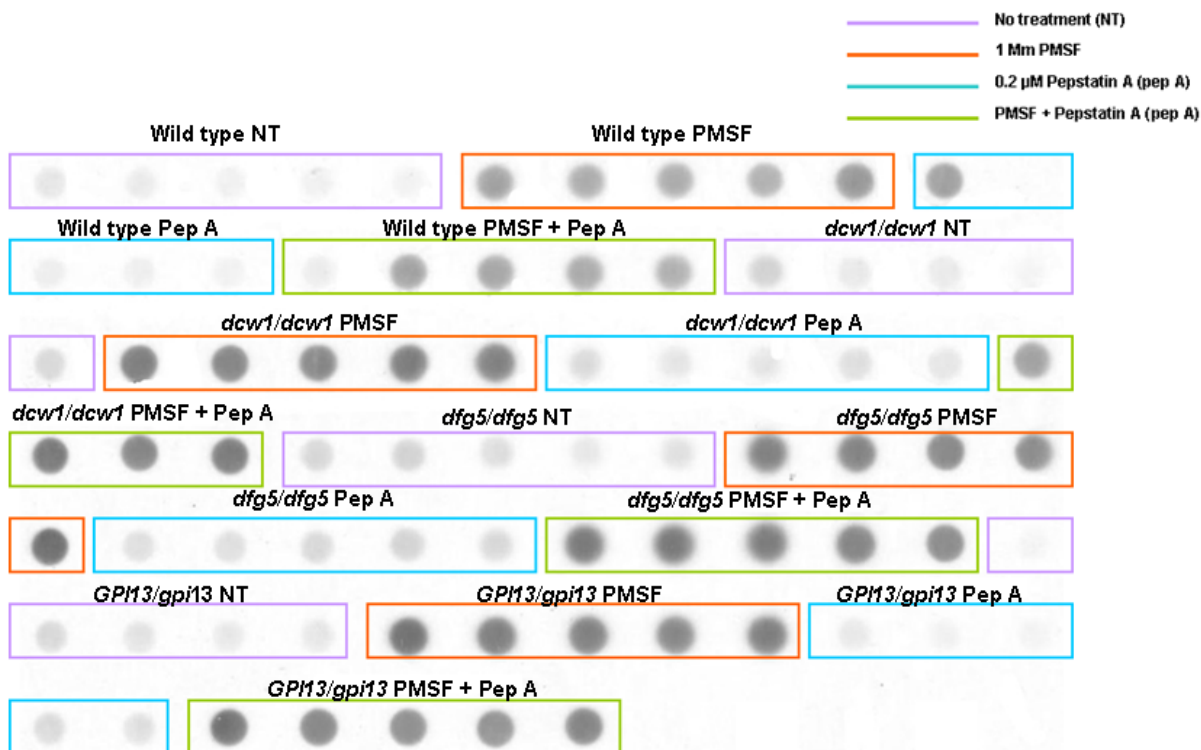 No treatment (NT)
1 Mm PMSF
0.2 µM Pepstatin A (pep A)
PMSF + Pepstatin A (pep A)
Wild type NT Wild type PMSF
Wild type Pep A Wild type PMSF + Pep A dcw1/dcw1 NT
dcw1/dcw1 PMSF dcw1/dcw1 Pep A
dcw1/dcw1 PMSF + Pep A dfg5/dfg5 NT dfg5/dfg5 PMSF
dfg5/dfg5 Pep A dfg5/dfg5 PMSF + Pep A
GPI13/gpi13 NT GPI13/gpi13 PMSF GPI13/gpi13 Pep A
GPI13/gpi13 PMSF + Pep A